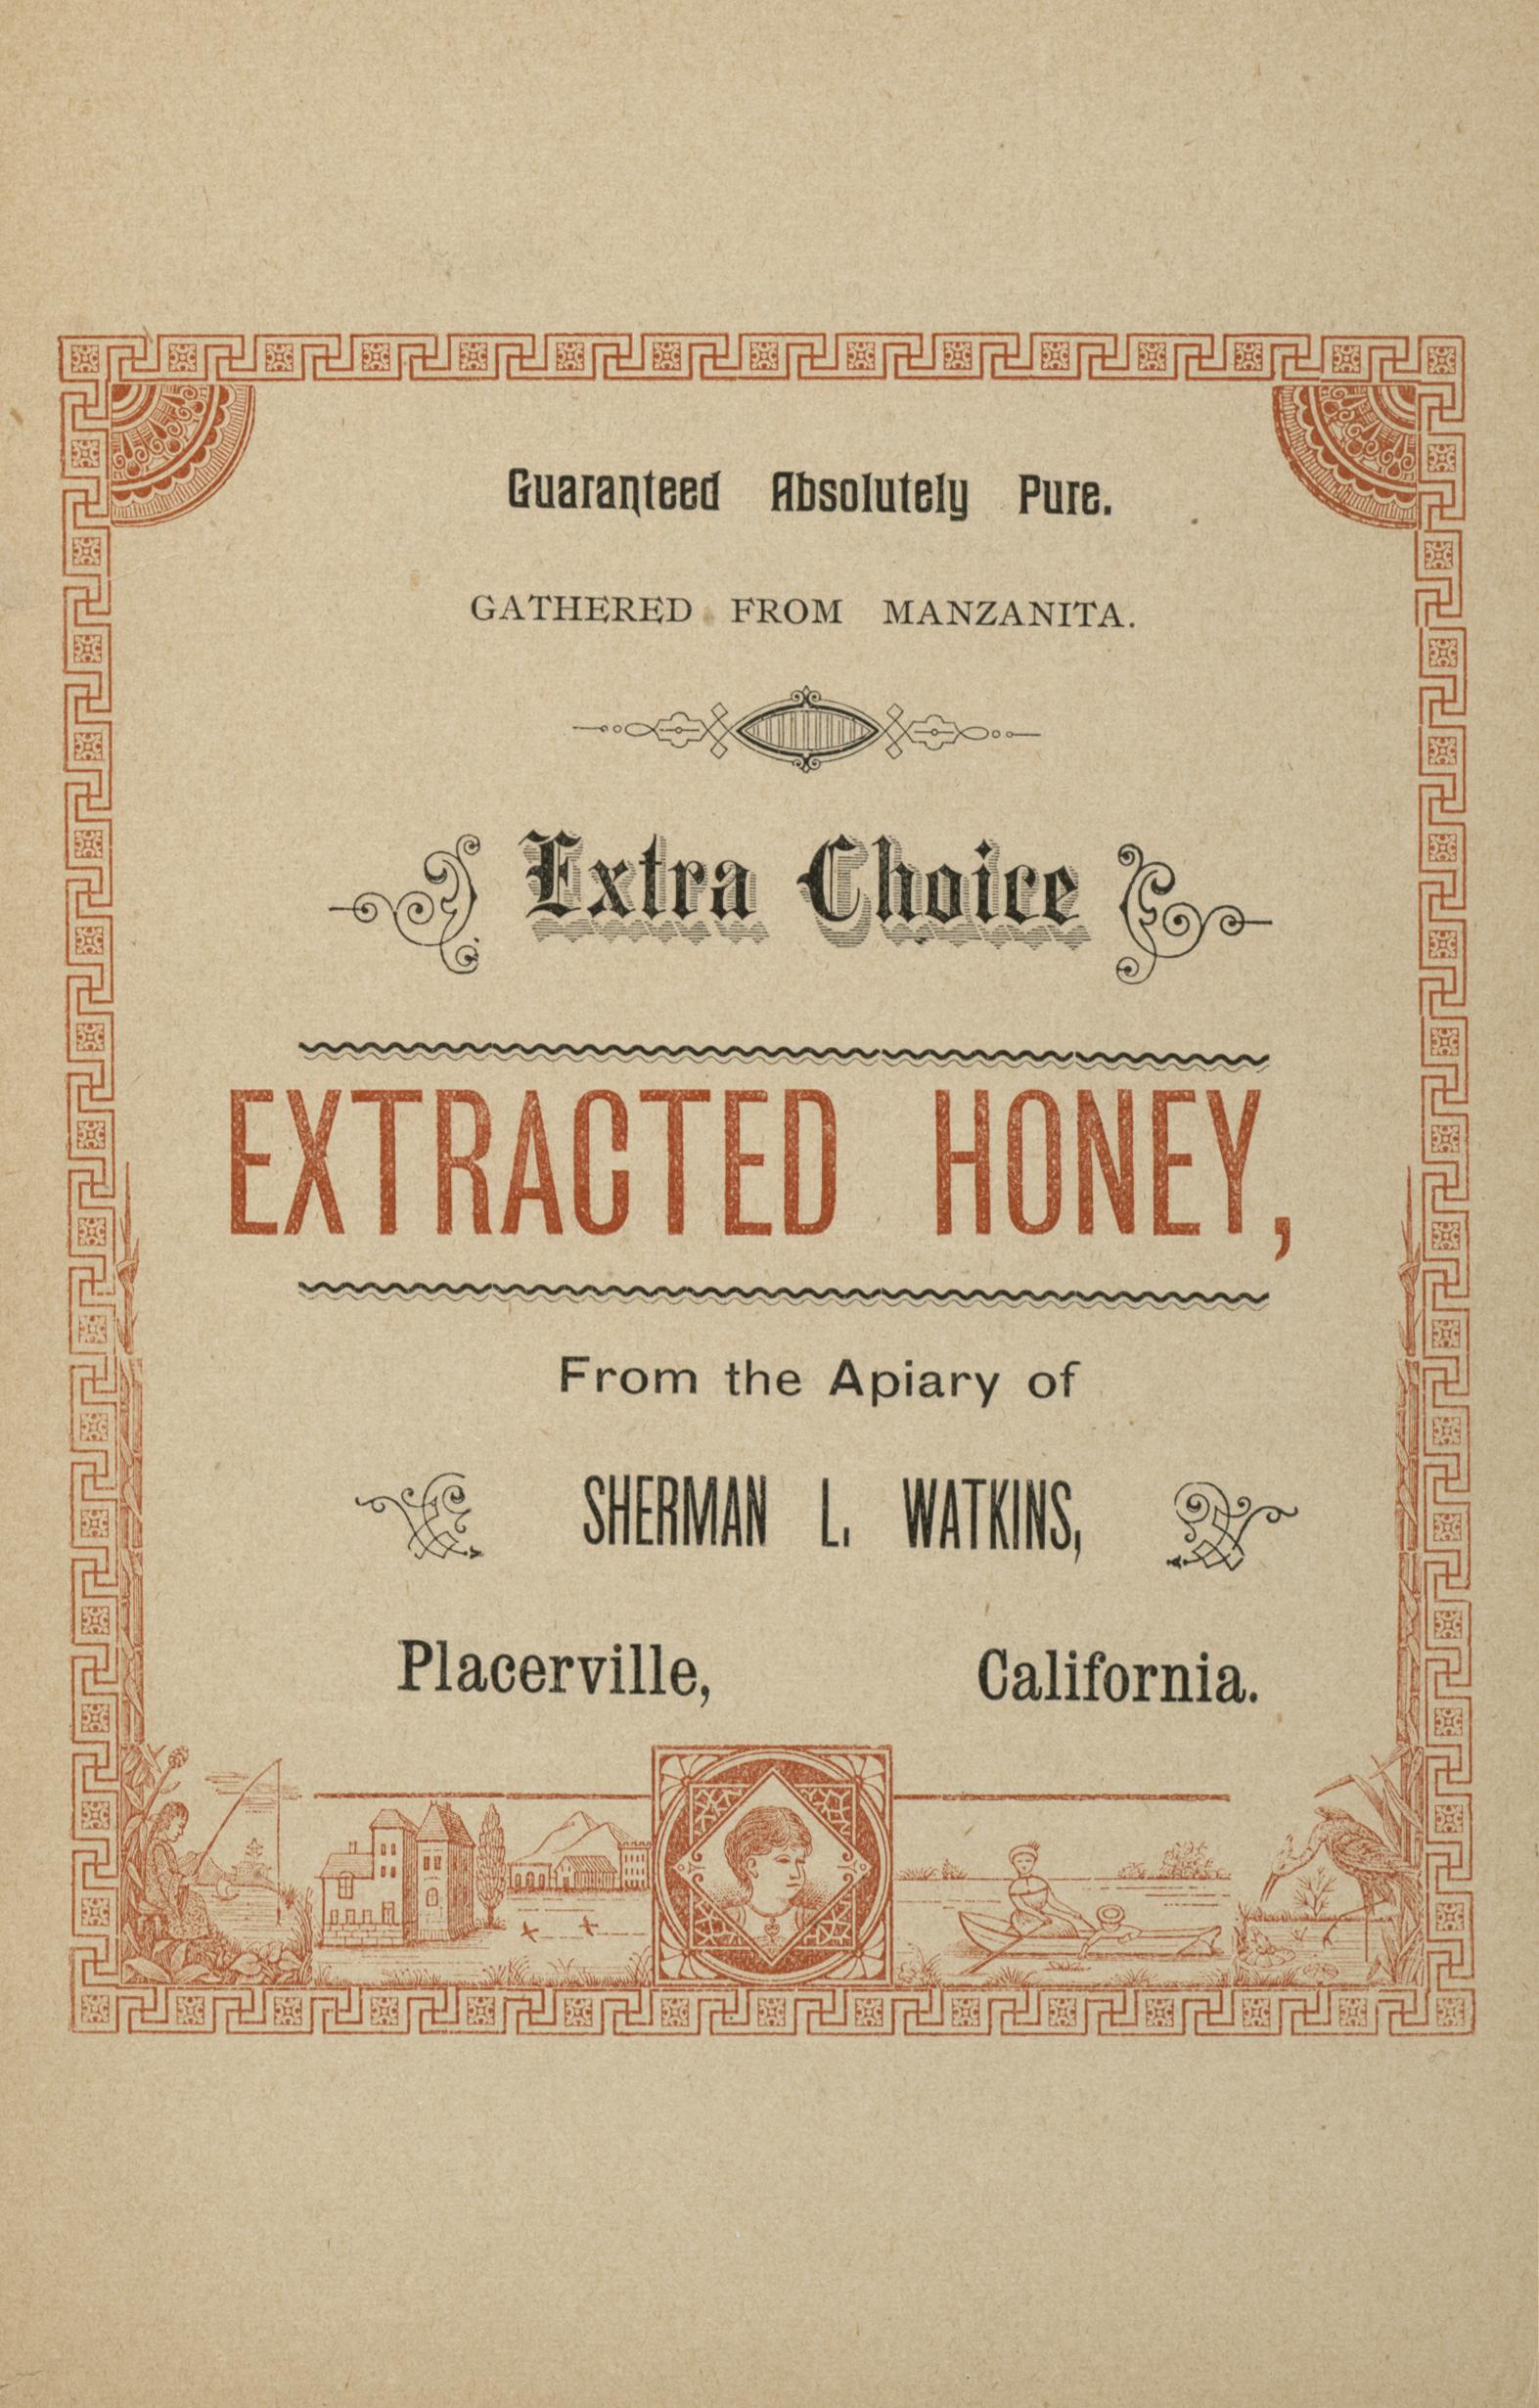 Guaranteed Absolutely Pure.
GATHERED FROM MANZANITA.
Extra Choice
EXTRACTED HONEY,
From the Apiary of
SHERMAN L. WATKINS,
Placerville, California.